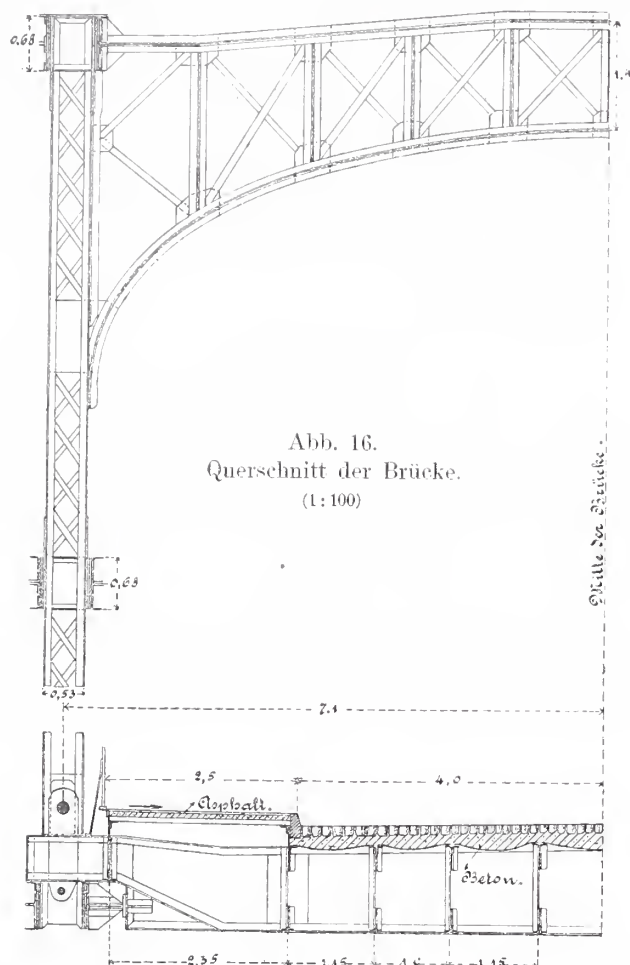 0.68
1.4
Abb. 16.
Querschnitt der Brücke.
(1:100)
Mitte der Brücke.
0,68
0,53
7.1
2,5
4,0
Asphalt.
Beton.
2.35
1.15
1.15